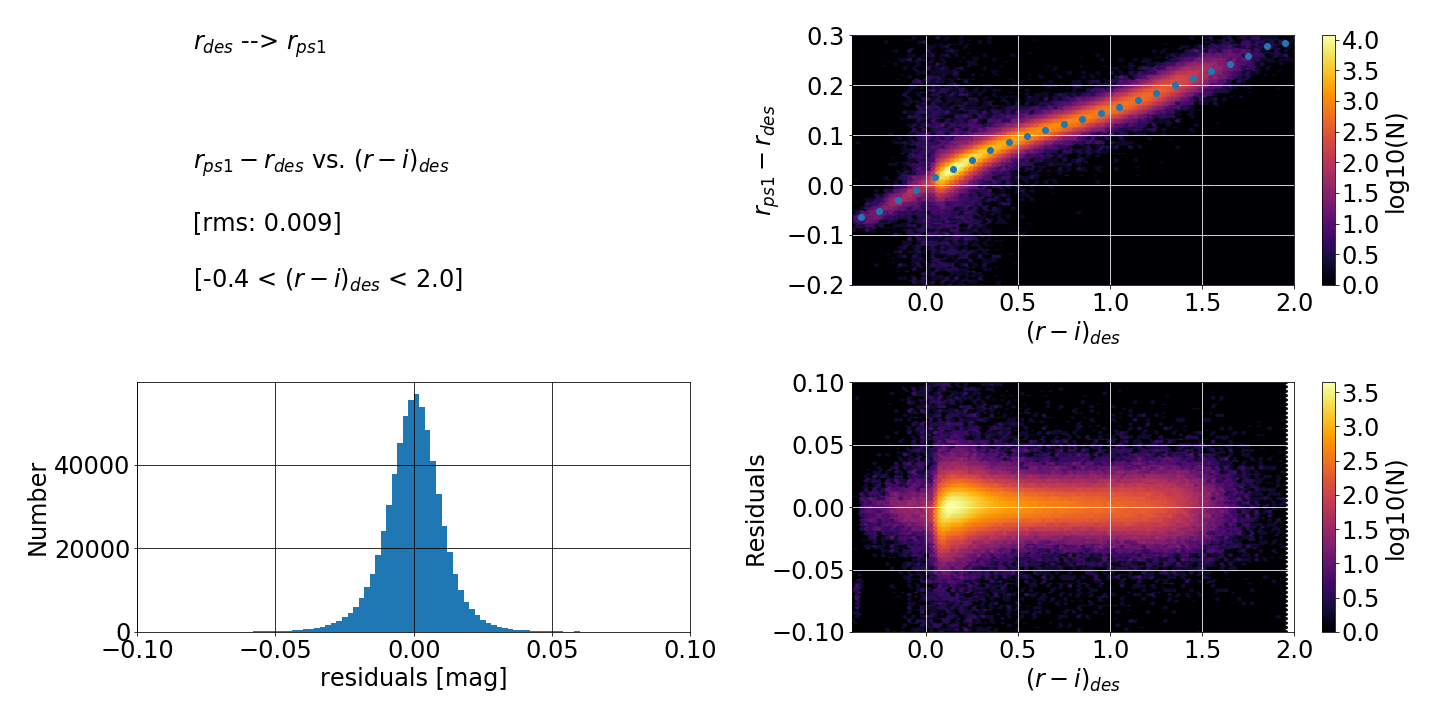 r_des --> r_ps1
r_ps1 − r_des vs. (r − i)_des
[rms: 0.009]
[-0.4 < (r − i)_des < 2.0]
0.3
0.2
0.1
0.0
−0.1
−0.2
r_ps1 − r_des
0.0 0.5 1.0 1.5 2.0
(r − i)_des
4.0
3.5
3.0
2.5
2.0
1.5
1.0
0.5
0.0
log10(N)
40000
20000
0
Number
−0.10 −0.05 0.00 0.05 0.10
residuals [mag]
0.10
0.05
0.00
−0.05
−0.10
Residuals
0.0 0.5 1.0 1.5 2.0
(r − i)_des
3.5
3.0
2.5
2.0
1.5
1.0
0.5
0.0
log10(N)